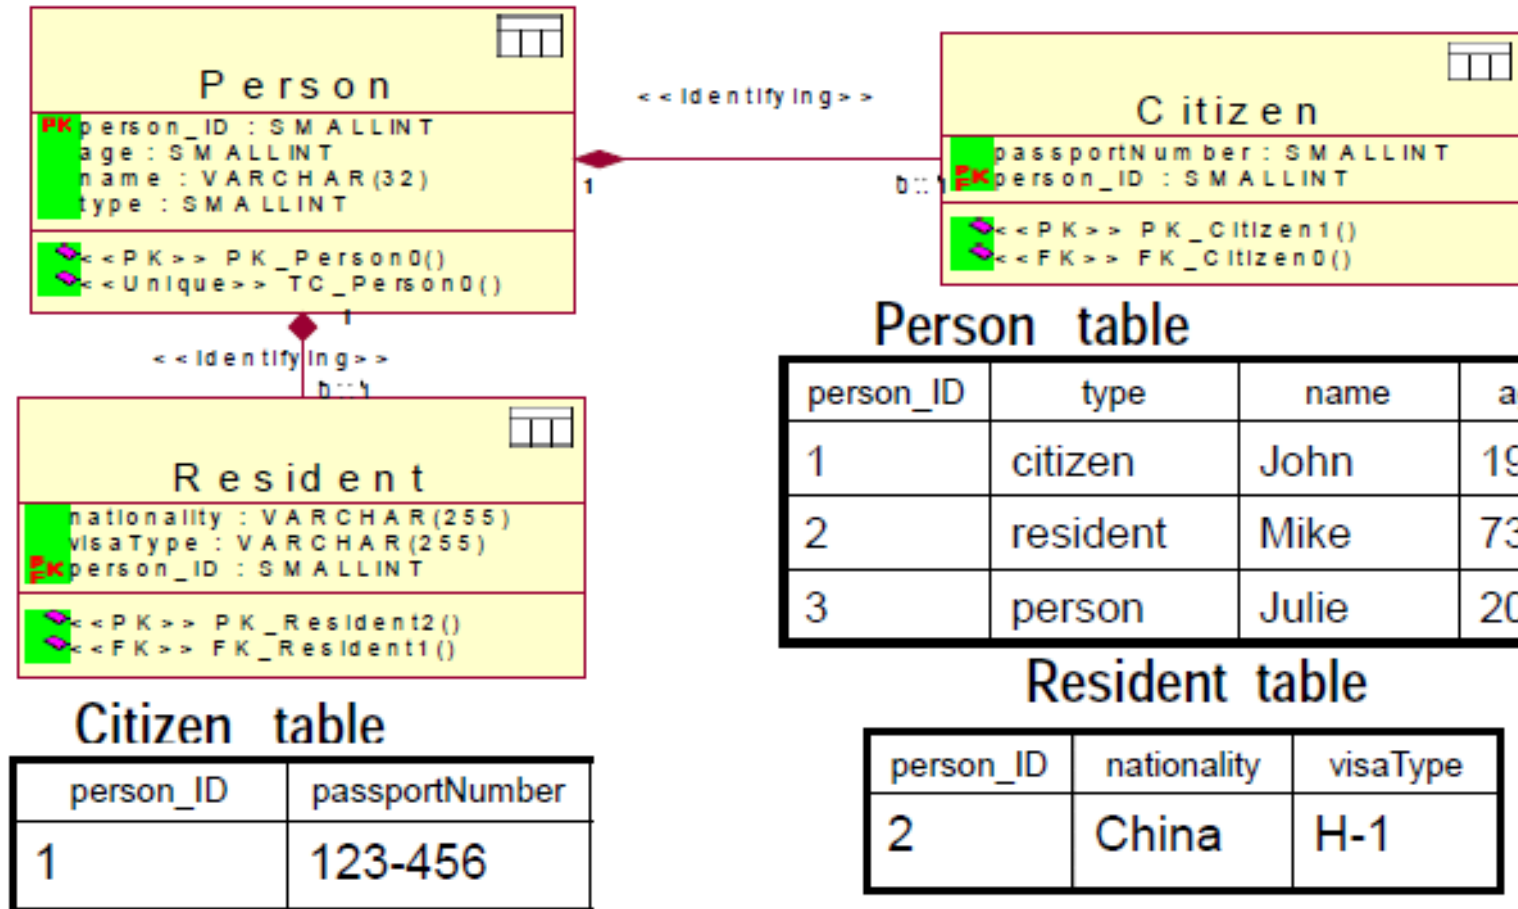 Person
PK person_ID : SMALLINT
age : SMALLINT
name : VARCHAR(32)
type : SMALLINT
<<PK>> PK_Person0()
<<Unique>> TC_Person0()
<<Identifying>>
1
Citizen
passportNumber : SMALLINT
PK person_ID : SMALLINT
<<PK>> PK_Citizen1()
<<FK>> FK_Citizen0()
1
<<Identifying>>
Resident
nationality : VARCHAR(255)
visaType : VARCHAR(255)
PK person_ID : SMALLINT
<<PK>> PK_Resident2()
<<FK>> FK_Resident1()
Person table
person_ID type name
1 citizen John 19
2 resident Mike 73
3 person Julie 20
Resident table
person_ID nationality visaType
2 China H-1
Citizen table
person_ID passportNumber
1 123-456